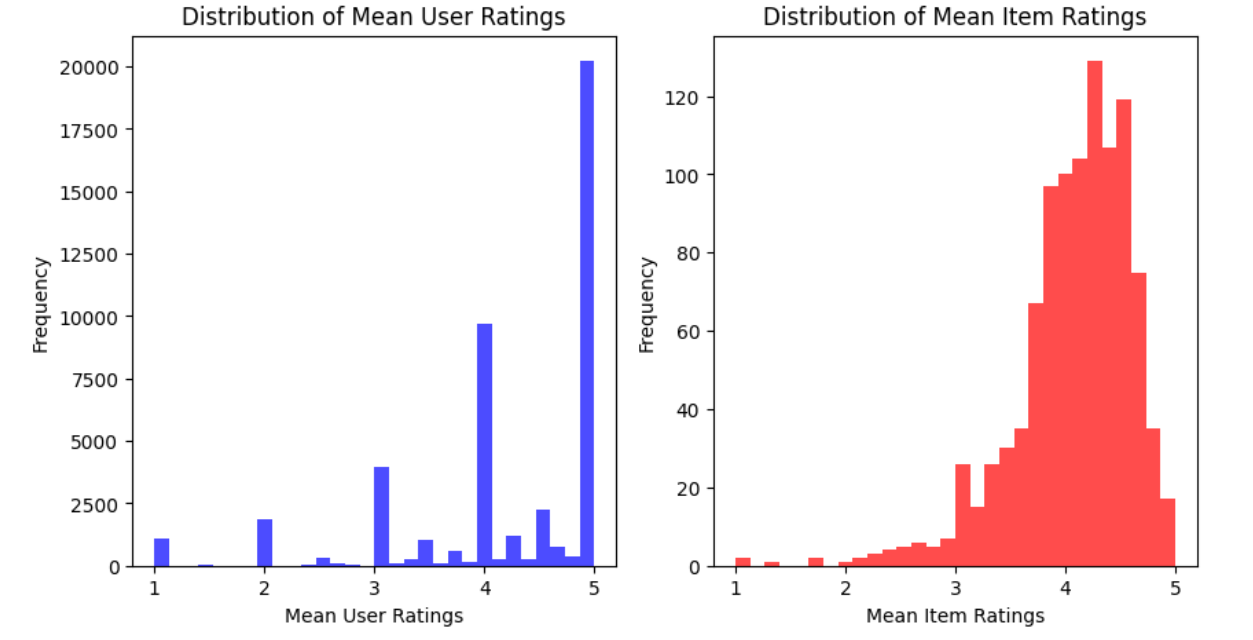 Distribution of Mean User Ratings
20000
17500
15000
12500
10000
7500
5000
2500
0
Frequency
1 2 3 4 5
Mean User Ratings
Distribution of Mean Item Ratings
120
100
80
60
40
20
0
Frequency
1 2 3 4 5
Mean Item Ratings